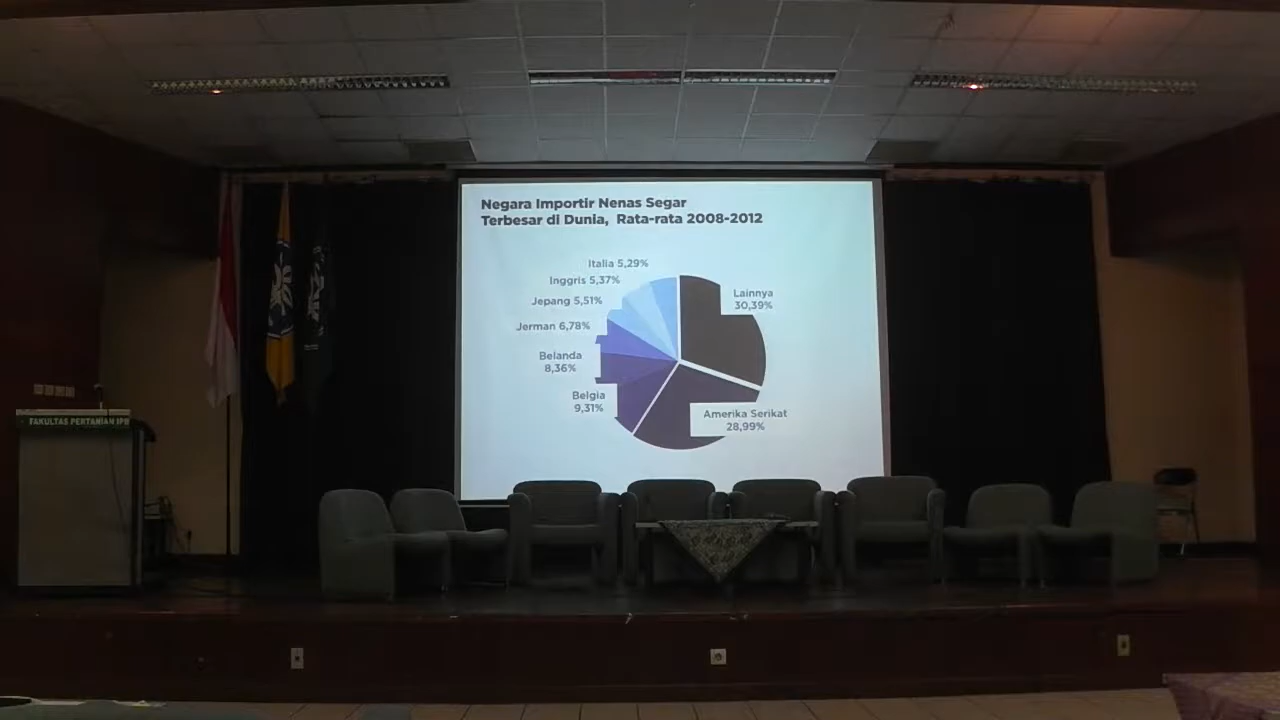 Negara Importir Nenas Segar
Terbesar di Dunia, Rata-rata 2008-2012
Italia 5,29%
Inggris 5,37%
Jepang 5,51%
Jerman 6,78%
Belanda
8,36%
Belgia
9,31%
Lainnya
30,39%
Amerika Serikat
28,99%
FAKULTAS PERTANIAN IPB